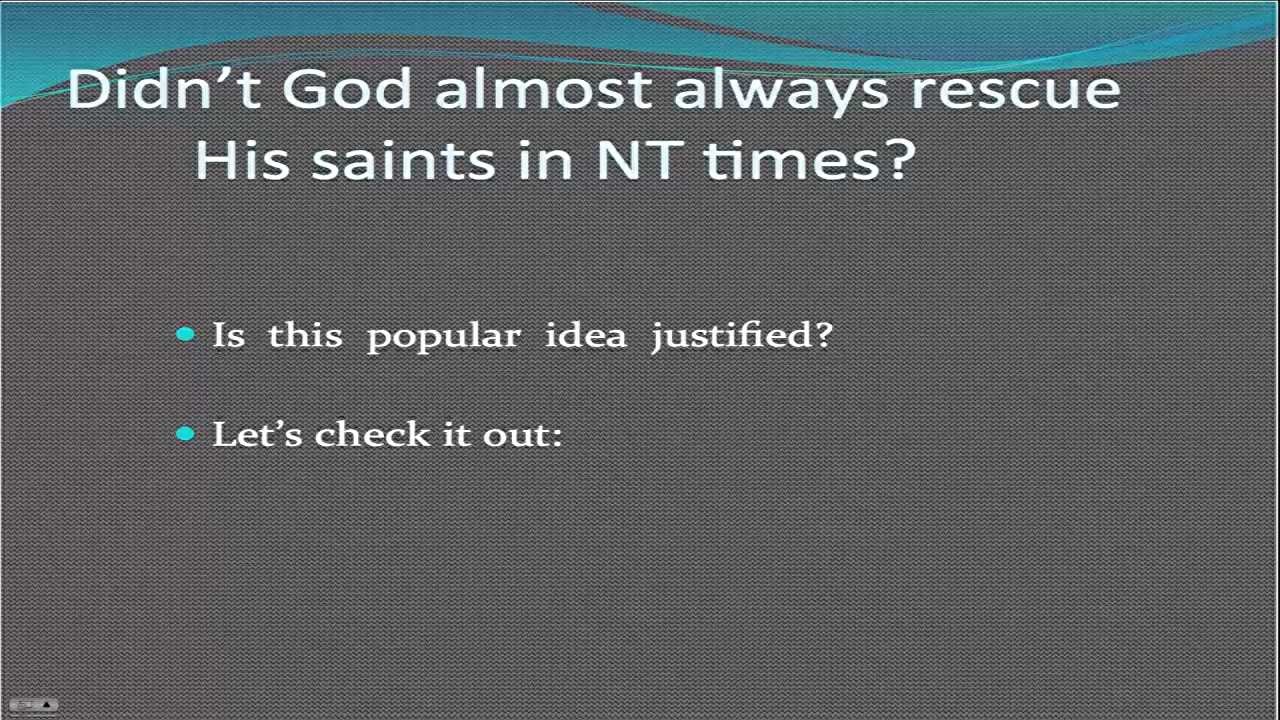 Didn’t God almost always rescue
His saints in NT times?
Is this popular idea justified?
Let’s check it out: